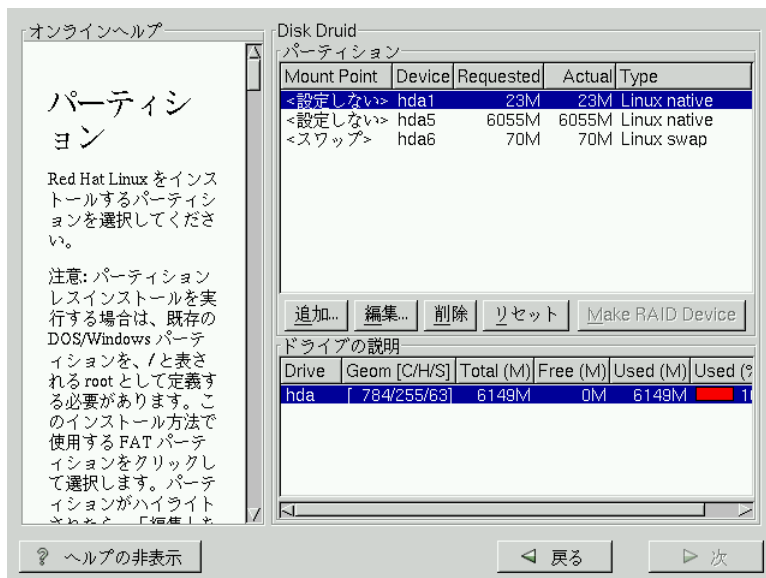 オンラインヘルプ
パーティシ
ョン
Red Hat Linux をインス
トールするパーティシ
ョンを選択してくださ
い。
注意: パーティション
レスインストールを実
行する場合は、既存の
DOS/Windows パーテ
ィションを、/ と表さ
れる root として定義す
る必要があります。こ
のインストール方法で
使用する FAT パーテ
ィションをクリックし
て選択します。パーテ
ィションがハイライト
Disk Druid
パーティション
Mount Point Device Requested Actual Type
<設定しない> hda1 23M 23M Linux native
<設定しない> hda5 6055M 6055M Linux native
<スワップ> hda6 70M 70M Linux swap
追加... 編集... 削除 リセット Make RAID Device
ドライブの説明
Drive Geom [C/H/S] Total (M) Free (M) Used (M) Used (%
hda [ 784/255/63] 6149M 0M 6149M
ヘルプの非表示 戻る 次